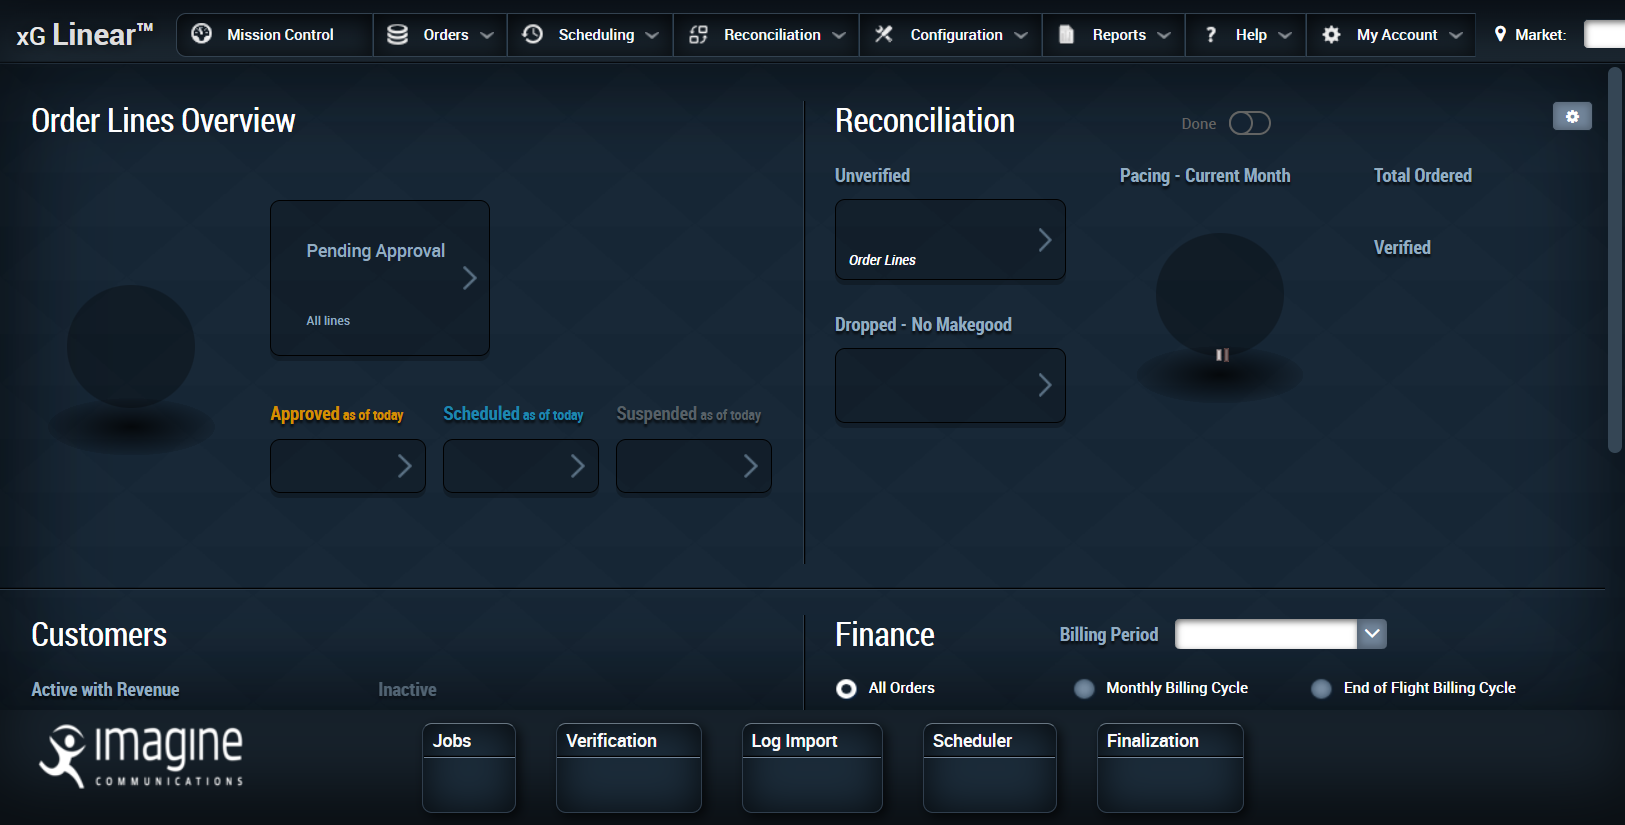 xG Linear™
Mission Control
Orders
Scheduling
Reconciliation
Configuration
Reports
? Help
My Account
Market:
Order Lines Overview
Pending Approval
All lines
Approved as of today
Scheduled as of today
Suspended as of today
Reconciliation
Done
Unverified
Order Lines
Dropped - No Makegood
Pacing - Current Month
Total Ordered
Verified
Customers
Active with Revenue
Inactive
Finance
Billing Period
All Orders
Monthly Billing Cycle
End of Flight Billing Cycle
imagine
COMMUNICATIONS
Jobs
Verification
Log Import
Scheduler
Finalization